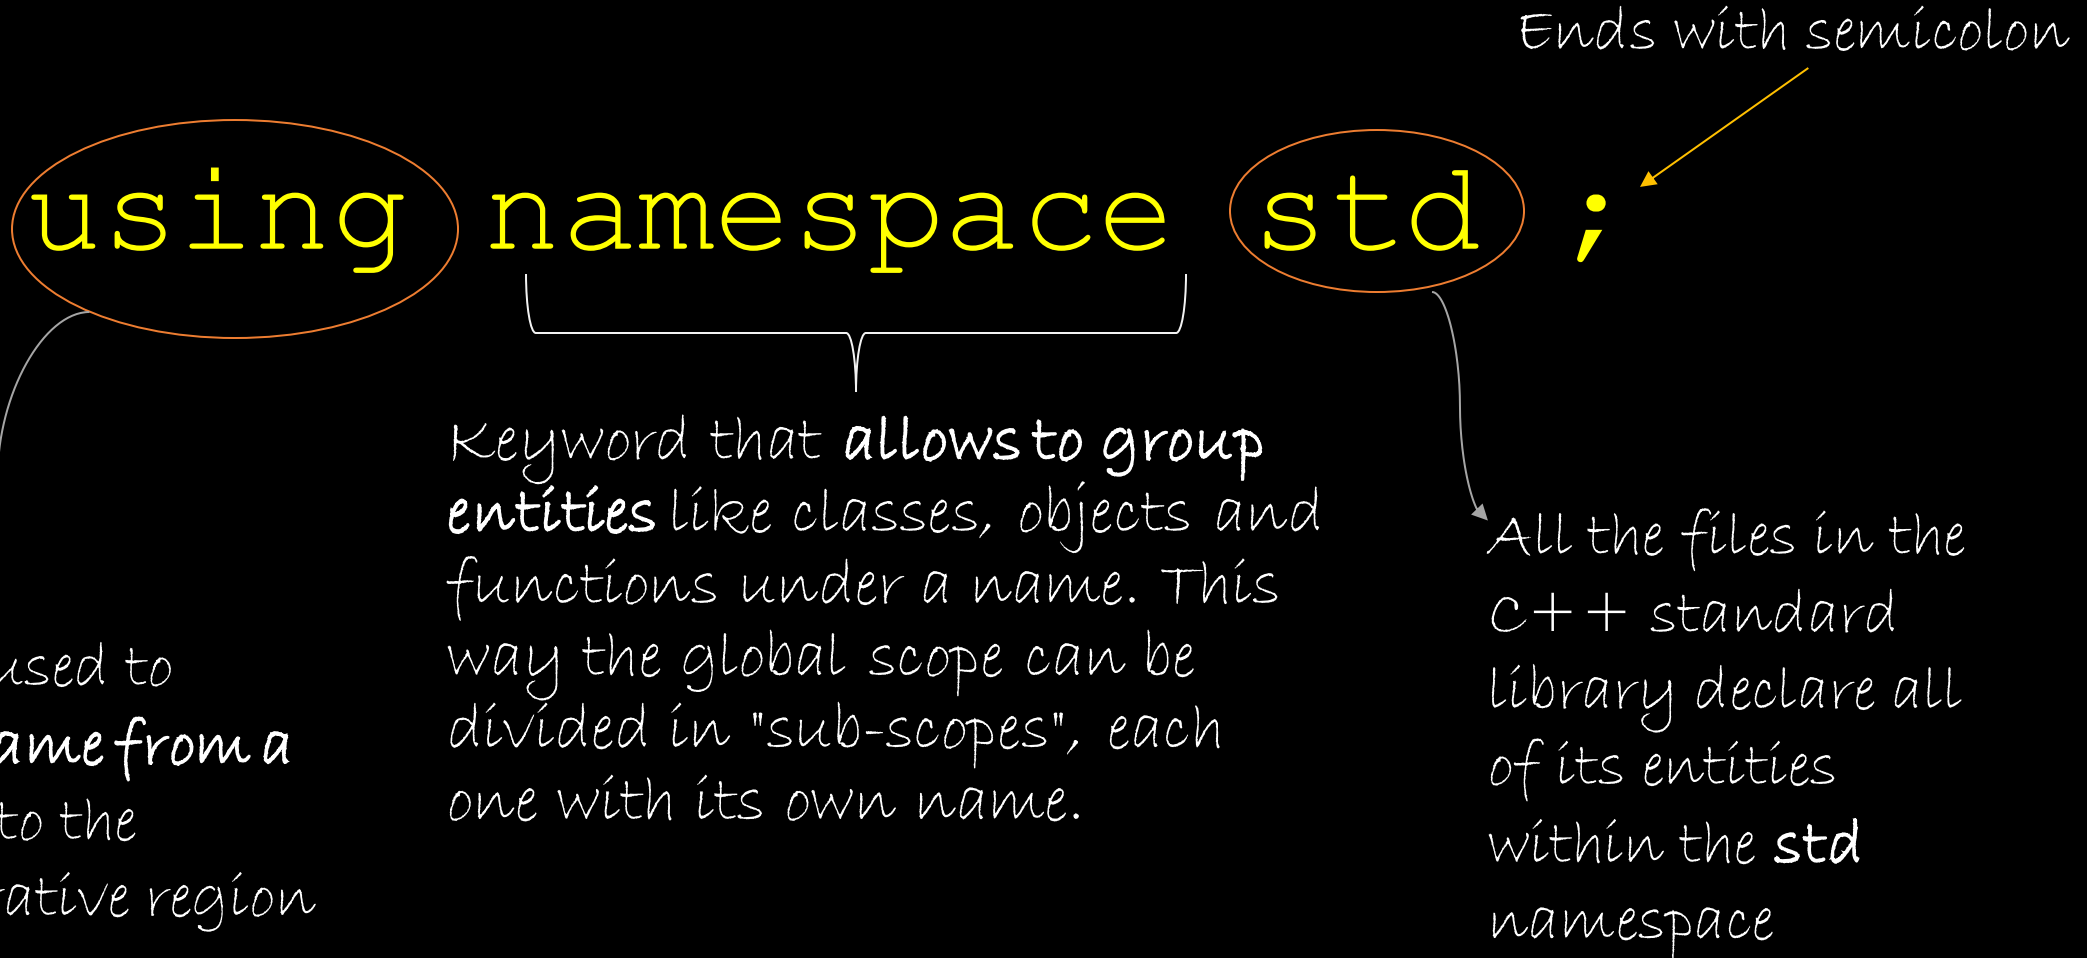 Ends with semicolon
using namespace std ;
Keyword that allows to group
entities like classes, objects and
functions under a name. This
way the global scope can be
divided in "sub-scopes", each
one with its own name.
All the files in the
C++ standard
library declare all
of its entities
within the std
namespace
used to
from a
to the
region